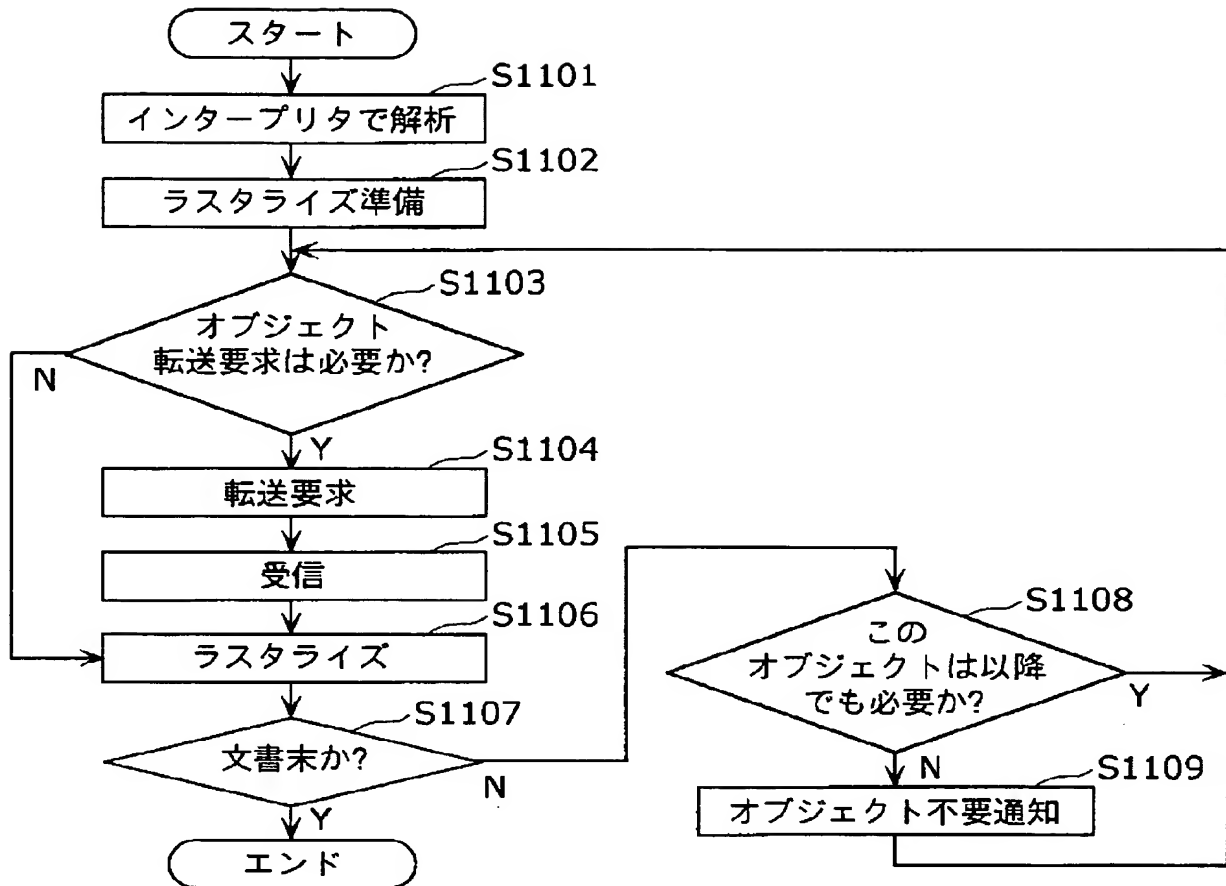 スタート
S1101
インタープリタで解析
S1102
ラスタライズ準備
S1103
オブジェクト
転送要求は必要か?
N
Y
S1104
転送要求
S1105
受信
S1106
ラスタライズ
S1107
文書末か?
N
Y
エンド
S1108
この
オブジェクトは以降
でも必要か?
Y
N
S1109
オブジェクト不要通知